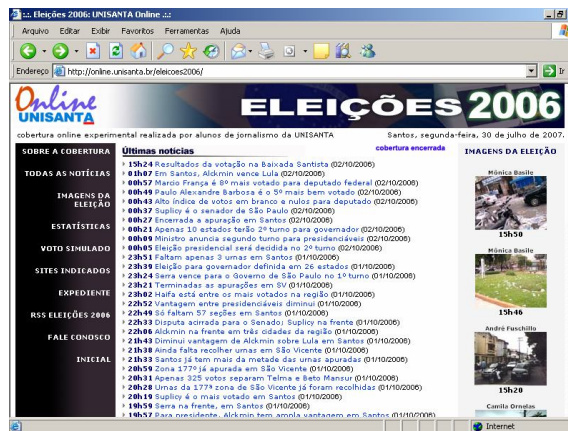 ::.. Eleições 2006: UNISANTA Online .::
Arquivo Editar Exibir Favoritos Ferramentas Ajuda
Endereço http://online.unisanta.br/eleicoes2006/ Ir
Online UNISANTA
ELEIÇÕES 2006
cobertura online experimental realizada por alunos de jornalismo da UNISANTA
Santos, segunda-feira, 30 de julho de 2007.
SOBRE A COBERTURA
TODAS AS NOTÍCIAS
IMAGENS DA
ELEIÇÃO
ESTATÍSTICAS
VOTO SIMULADO
SITES INDICADOS
EXPEDIENTE
RSS ELEIÇÕES 2006
FALE CONOSCO
INICIAL
Últimas notícias
cobertura encerrada
15h24 Resultados da votação na Baixada Santista (02/10/2006)
01h07 Em Santos, Alckmin vence Lula (02/10/2006)
00h57 Marcio França é 8º mais votado para deputado federal (02/10/2006)
00h49 Paulo Alexandre Barbosa é o 5º mais bem votado (02/10/2006)
00h43 Alto índice de votos em branco e nulos para deputado (02/10/2006)
00h37 Suplicy é o senador de São Paulo (02/10/2006)
00h27 Encerrada a apuração em Santos (02/10/2006)
00h21 Apenas 10 estados terão 2º turno para governador (02/10/2006)
00h09 Ministro anuncia segundo turno para presidenciáveis (02/10/2006)
00h05 Eleição presidencial será decidida no 2º turno (02/10/2006)
23h51 Faltam apenas 3 urnas em Santos (01/10/2006)
23h39 Eleição para governador definida em 26 estados (01/10/2006)
23h24 Serra vence para o Governo de São Paulo no 1º turno (01/10/2006)
23h21 Terminadas as apurações em SV (01/10/2006)
23h02 Haifa está entre os mais votados na região (01/10/2006)
22h52 Vantagem entre presidenciáveis diminui (01/10/2006)
22h49 Só faltam 57 seções em Santos (01/10/2006)
22h33 Disputa acirrada para o Senado; Suplicy na frente (01/10/2006)
22h06 Alckmin na frente em três cidades da região (01/10/2006)
21h43 Diminui vantagem de Alckmin sobre Lula em Santos (01/10/2006)
21h38 Ainda falta recolher urnas em São Vicente (01/10/2006)
21h33 Santos já tem mais da metade das urnas apuradas (01/10/2006)
20h59 Zona 177ª já apurada em São Vicente (01/10/2006)
20h31 Apenas 325 votos separam Telma e Beto Mansur (01/10/2006)
20h28 Urnas da 177ª zona de São Vicente já foram recolhidas (01/10/2006)
20h19 Suplicy é o mais votado em Santos (01/10/2006)
19h59 Serra na frente, em Santos (01/10/2006)
19h57 Para presidente, Alckmin tem ampla vantagem em Santos (01/10/2006)
IMAGENS DA ELEIÇÃO
Mônica Basile
15h50
Mônica Basile
15h46
André Fuschillo
15h20
Camila Ornelas
Internet